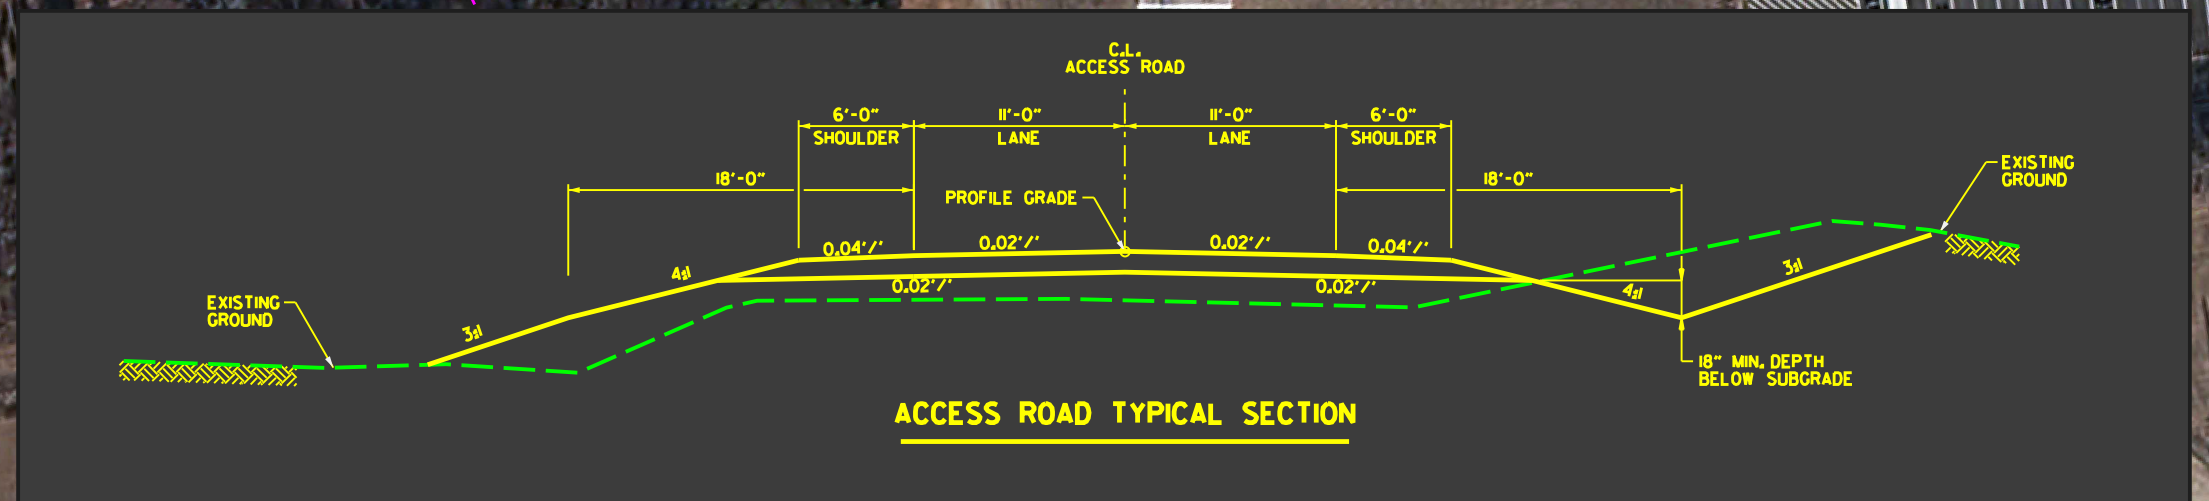 C.L.
ACCESS ROAD
6'-0" 11'-0" 11'-0" 6'-0"
SHOULDER LANE LANE SHOULDER
EXISTING
GROUND
18'-0" 18'-0"
PROFILE GRADE
0.04'/' 0.02'/' 0.02'/' 0.04'/'
4:1 3:1
0.02'/' 0.02'/' 4:1
EXISTING
GROUND
3:1
18" MIN. DEPTH
BELOW SUBGRADE
ACCESS ROAD TYPICAL SECTION